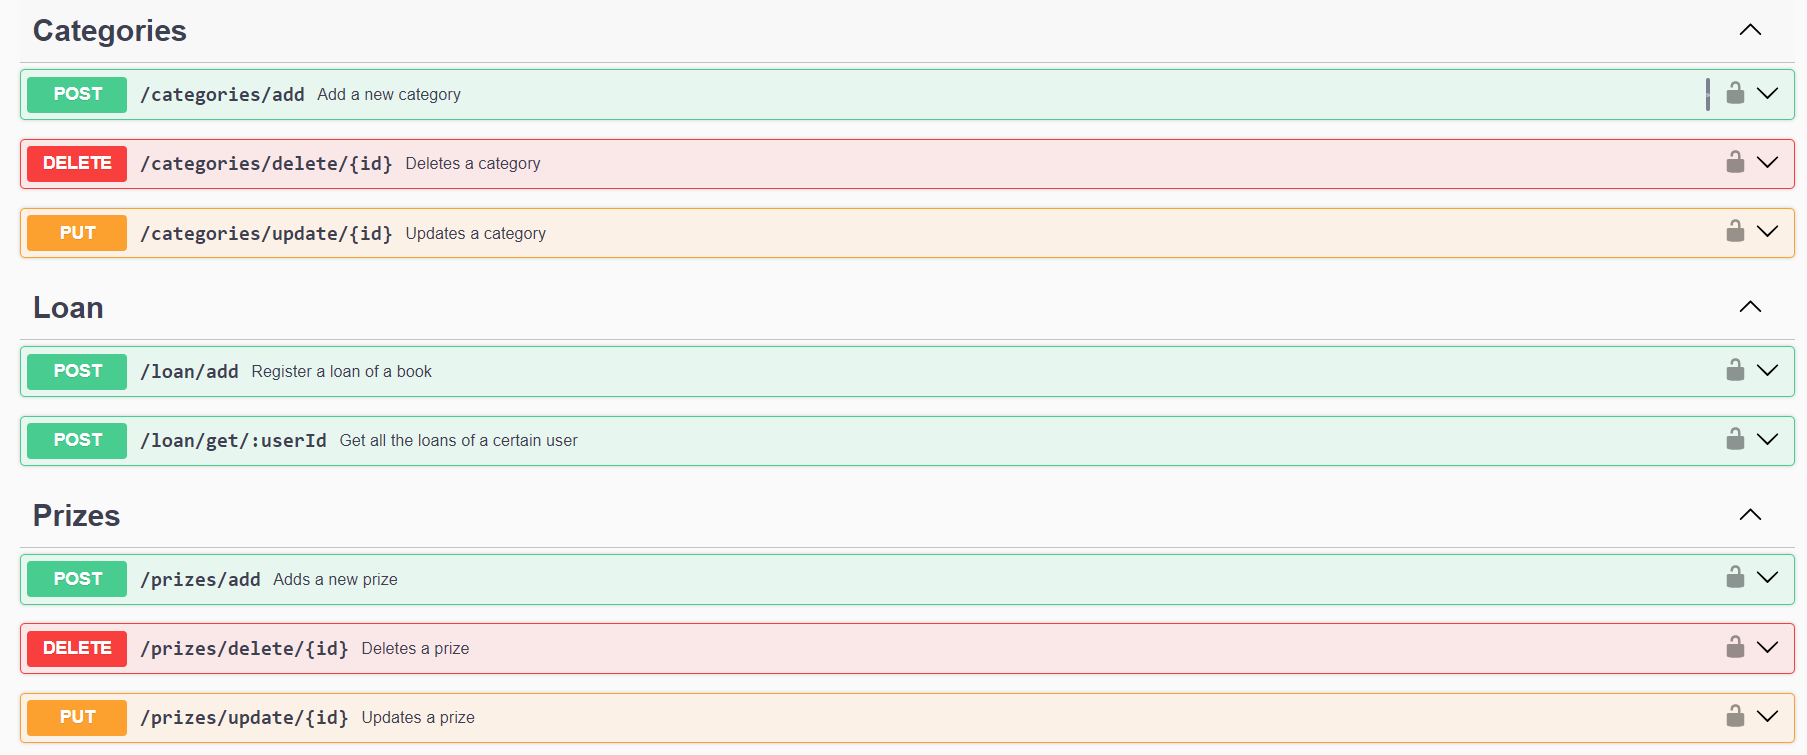 Categories
POST /categories/add Add a new category
DELETE /categories/delete/{id} Deletes a category
PUT /categories/update/{id} Updates a category
Loan
POST /loan/add Register a loan of a book
POST /loan/get/:userId Get all the loans of a certain user
Prizes
POST /prizes/add Adds a new prize
DELETE /prizes/delete/{id} Deletes a prize
PUT /prizes/update/{id} Updates a prize